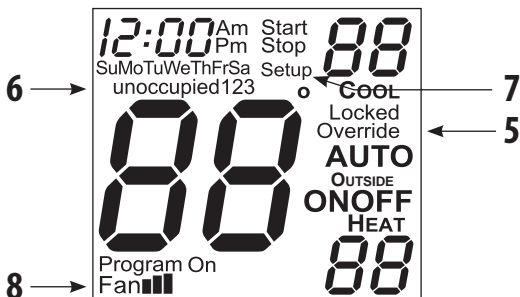 12:00 Am Pm Start Stop 88
SuMoTuWeThFrSa Setup 7
6 unoccupied123 ° COOL
Locked
Override 5
88 AUTO
OUTSIDE
ONOFF
HEAT
Program On 88
8 Fan